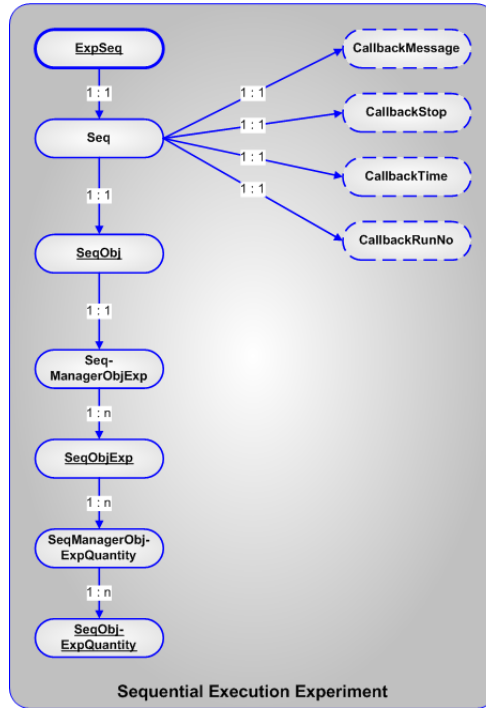 ExpSeq
CallbackMessage
1 : 1
1 : 1
CallbackStop
1 : 1
Seq
1 : 1
CallbackTime
1 : 1
1 : 1
CallbackRunNo
SeqObj
1 : 1
Seq-
ManagerObjExp
1 : n
SeqObjExp
1 : n
SeqManagerObj-
ExpQuantity
1 : n
SeqObj-
ExpQuantity
Sequential Execution Experiment